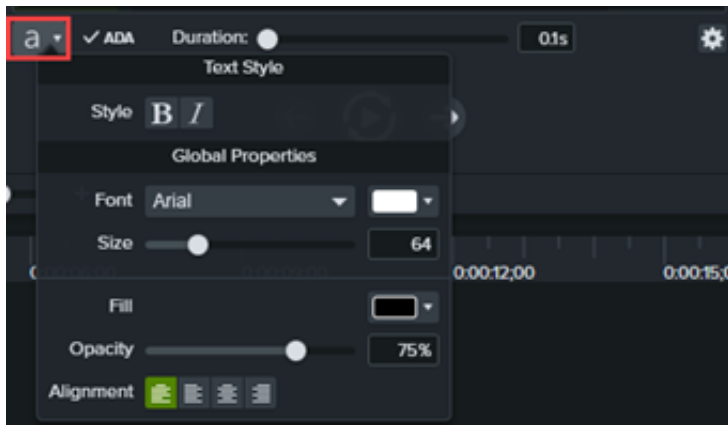 a ADA Duration: 0.1s
Text Style
Style B I
Global Properties
Font Arial
Size 64
0:00:12;00 0:00:15;0
Fill
Opacity 75%
Alignment